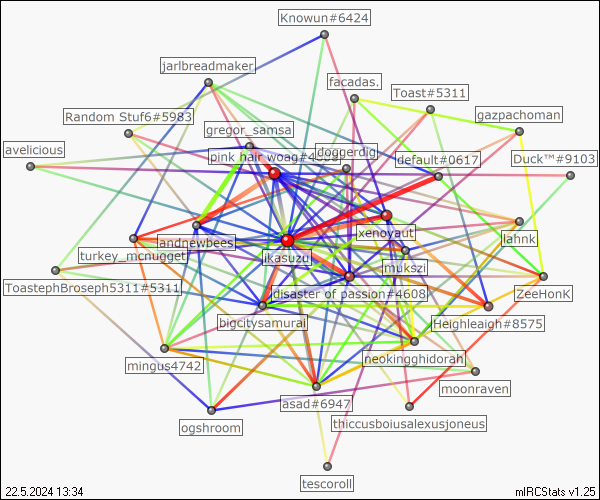 Knowun#6424
jarlbreadmaker
facadas.
Toast#5311
Random Stuf6#5983
gazpachoman
gregor_samsa
avelicious
doggerdig
pink hair woag#4
default#0617
Duck™#9103
xenovaut
lahnk
andnewbees
turkey_mcnugget
ikasuzu
mukszi
ToastephBroseph5311#5311
disaster of passion#4608
ZeeHonK
bigcitysamurai
Heighleaigh#8575
neokingghidorah
mingus4742
moonraven
asad#6947
thiccusboiusalexusjoneus
ogshroom
tescoroll
22.5.2024 13:34
mIRCStats v1.25